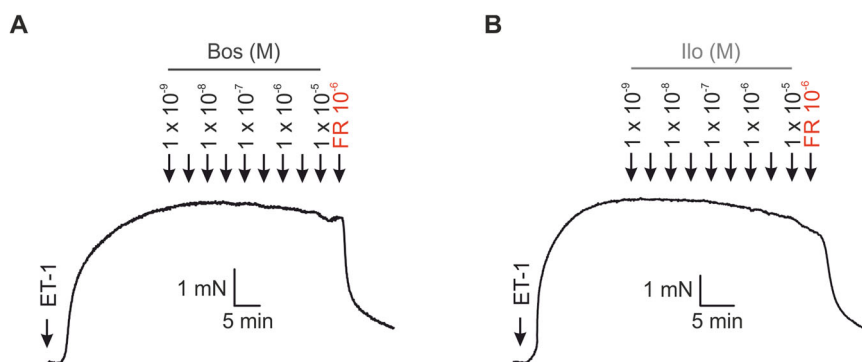 A
Bos (M)
1 x 10⁻⁹
1 x 10⁻⁸
1 x 10⁻⁷
1 x 10⁻⁶
1 x 10⁻⁵
FR 10⁻⁶
ET-1
1 mN
5 min
B
Ilo (M)
1 x 10⁻⁹
1 x 10⁻⁸
1 x 10⁻⁷
1 x 10⁻⁶
1 x 10⁻⁵
FR 10⁻⁶
ET-1
1 mN
5 min